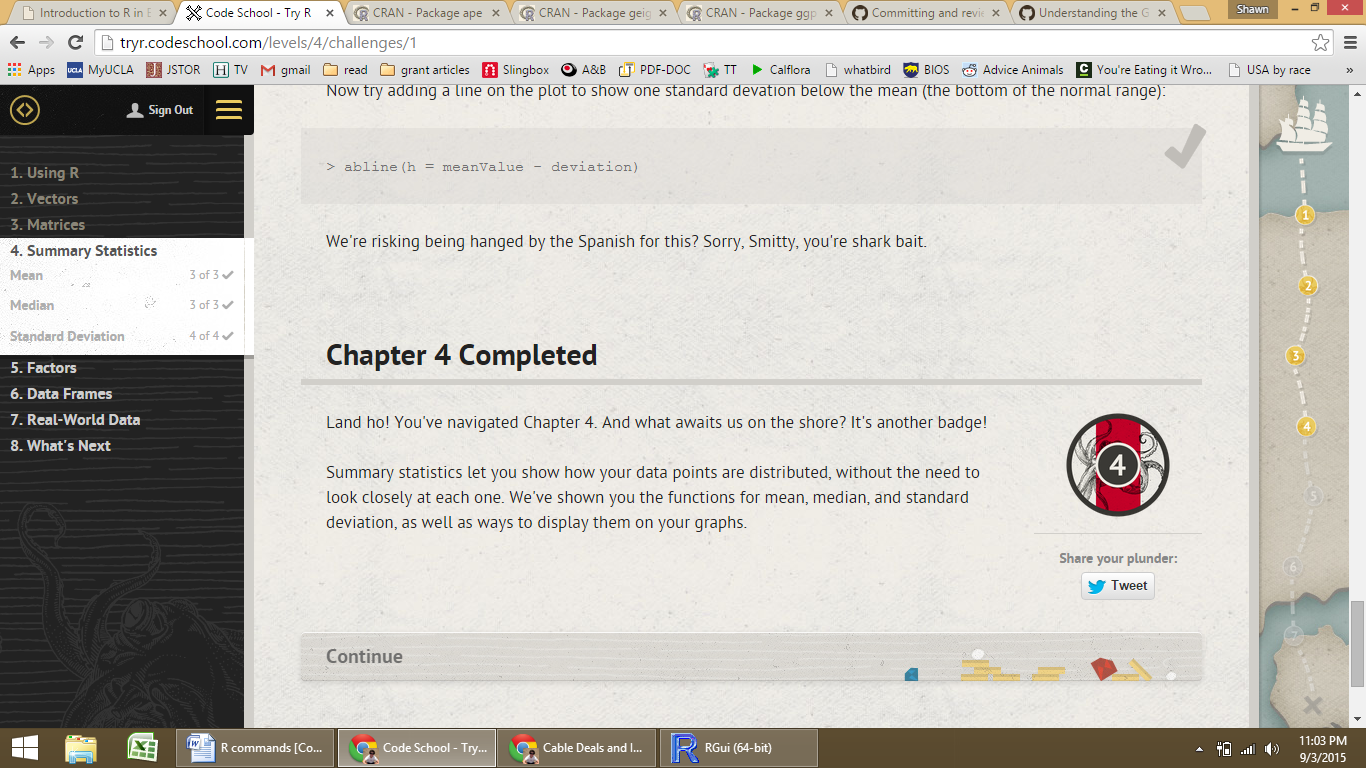 Introduction to R in E
Code School - Try R
CRAN - Package ape
CRAN - Package geig
CRAN - Package ggp
Committing and revie
Understanding the G
Shawn
tryr.codeschool.com/levels/4/challenges/1
Apps MyUCLA JSTOR TV gmail read grant articles Slingbox A&B PDF-DOC TT Calflora whatbird BIOS Advice Animals You're Eating it Wro... USA by race »
Sign Out
1. Using R
2. Vectors
3. Matrices
4. Summary Statistics
Mean 3 of 3
Median 3 of 3
Standard Deviation 4 of 4
5. Factors
6. Data Frames
7. Real-World Data
8. What's Next
Now try adding a line on the plot to show one standard devation below the mean (the bottom of the normal range):
> abline(h = meanValue - deviation)
We're risking being hanged by the Spanish for this? Sorry, Smitty, you're shark bait.
Chapter 4 Completed
Land ho! You've navigated Chapter 4. And what awaits us on the shore? It's another badge!
Summary statistics let you show how your data points are distributed, without the need to
look closely at each one. We've shown you the functions for mean, median, and standard
deviation, as well as ways to display them on your graphs.
4
Share your plunder:
Tweet
Continue
1
2
3
4
5
6
7
R commands [Co...
Code School - Try...
Cable Deals and I...
RGui (64-bit)
11:03 PM
9/3/2015